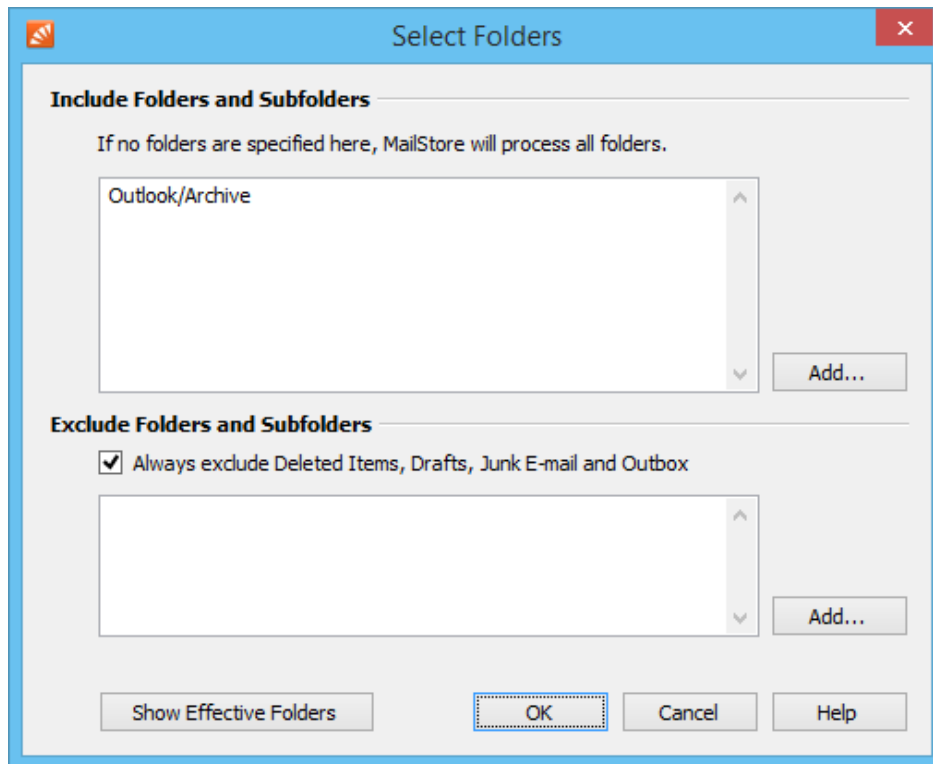 Select Folders
Include Folders and Subfolders
If no folders are specified here, MailStore will process all folders.
Outlook/Archive
Add...
Exclude Folders and Subfolders
Always exclude Deleted Items, Drafts, Junk E-mail and Outbox
Add...
Show Effective Folders
OK
Cancel
Help